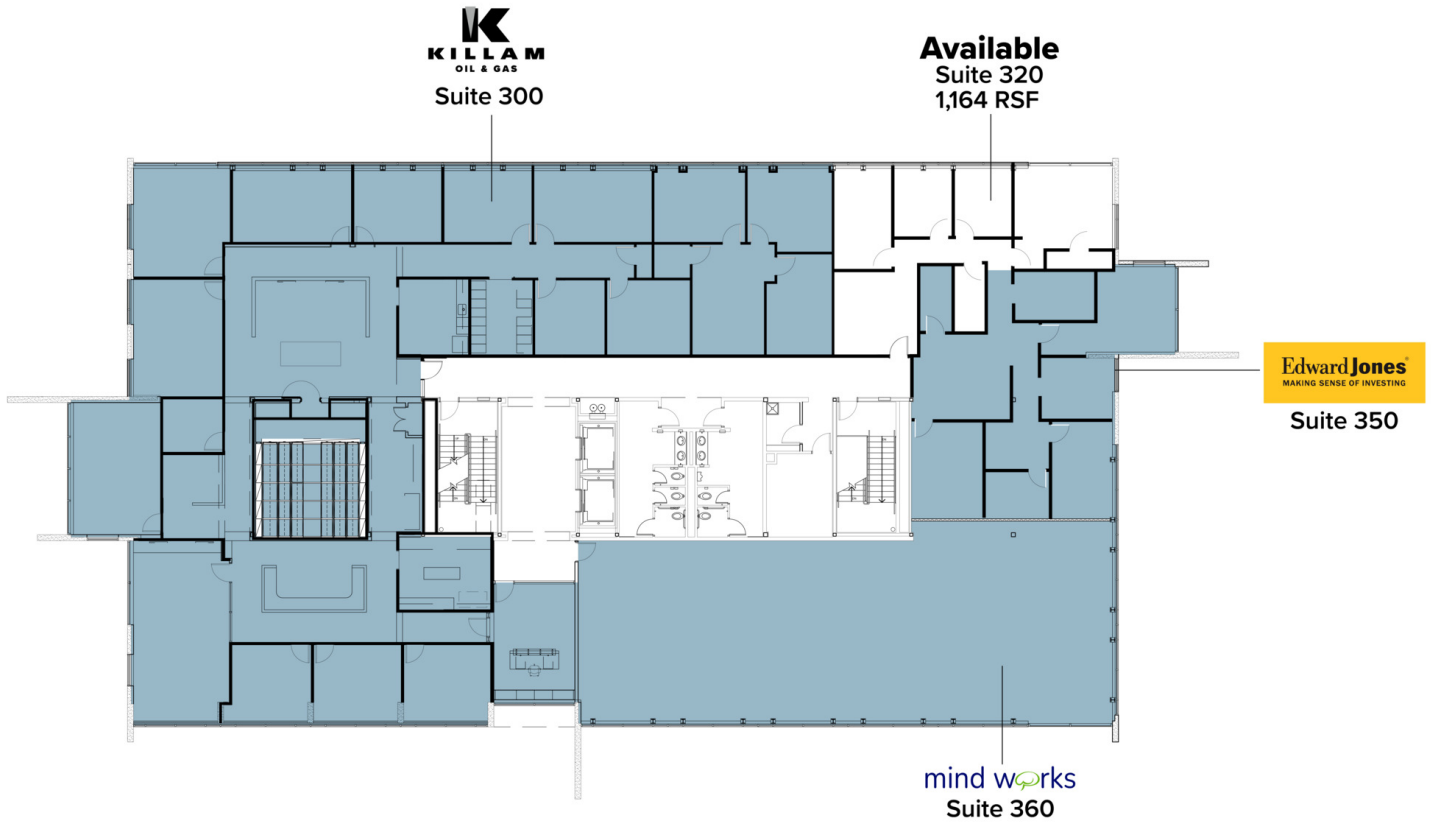 K
KILLAM
OIL & GAS
Suite 300
Available
Suite 320
1,164 RSF
Edward Jones®
MAKING SENSE OF INVESTING
Suite 350
mind works
Suite 360